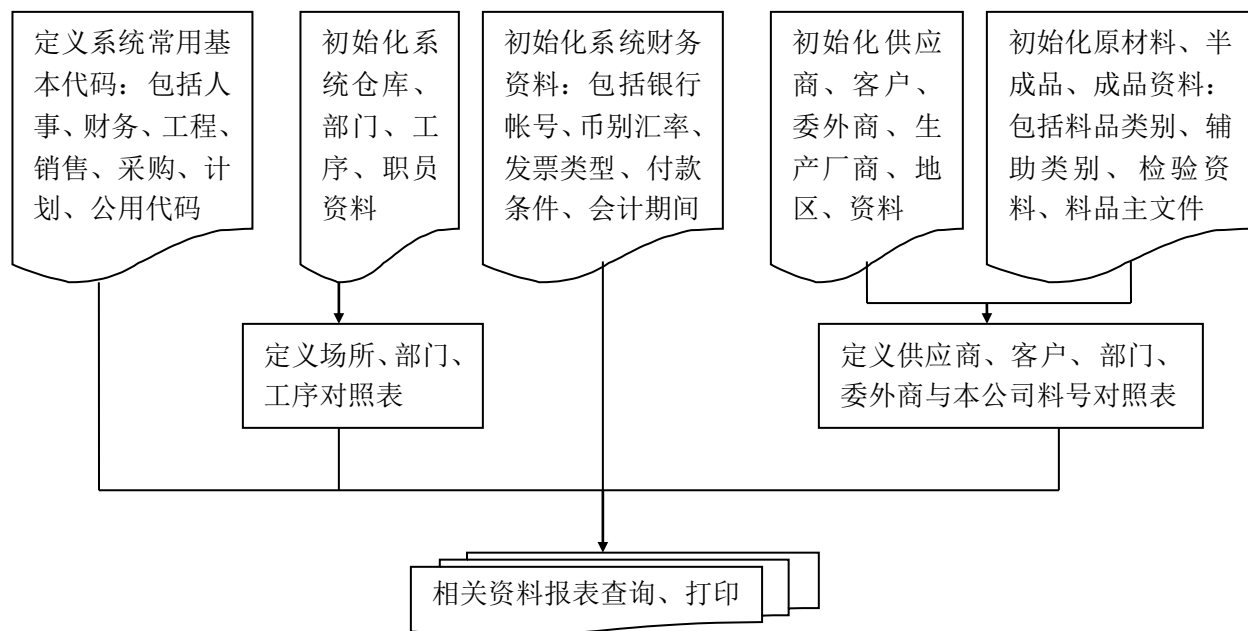 定义系统常用基
本代码：包括人
事、财务、工程、
销售、采购、计
划、公用代码
初始化系
统仓库、
部门、工
序、职员
资料
初始化系统财务
资料：包括银行
帐号、币别汇率、
发票类型、付款
条件、会计期间
初始化供应
商、客户、
委外商、生
产厂商、地
区、资料
初始化原材料、半
成品、成品资料：
包括料品类别、辅
助类别、检验资
料、料品主文件
定义场所、部门、
工序对照表
定义供应商、客户、部门、
委外商与本公司料号对照表
相关资料报表查询、打印